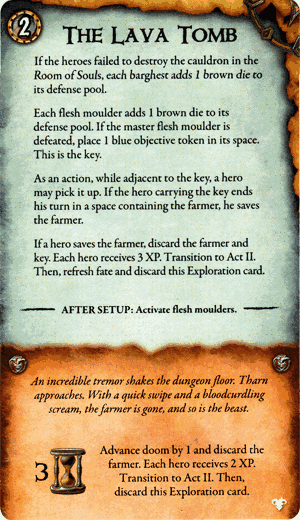 2
The Lava Tomb
If the heroes failed to destroy the cauldron in the
Room of Souls, each barghest adds 1 brown die to
its defense pool.
Each flesh moulder adds 1 brown die to its
defense pool. If the master flesh moulder is
defeated, place 1 blue objective token in its space.
This is the key.
As an action, while adjacent to the key, a hero
may pick it up. If the hero carrying the key ends
his turn in a space containing the farmer, he saves
the farmer.
If a hero saves the farmer, discard the farmer and
key. Each hero receives 3 XP. Transition to Act II.
Then, refresh fate and discard this Exploration card.
AFTER SETUP: Activate flesh moulders.
An incredible tremor shakes the dungeon floor. Tharn
approaches. With a quick swipe and a bloodcurdling
scream, the farmer is gone, and so is the beast.
3
Advance doom by 1 and discard the
farmer. Each hero receives 2 XP.
Transition to Act II. Then,
discard this Exploration card.